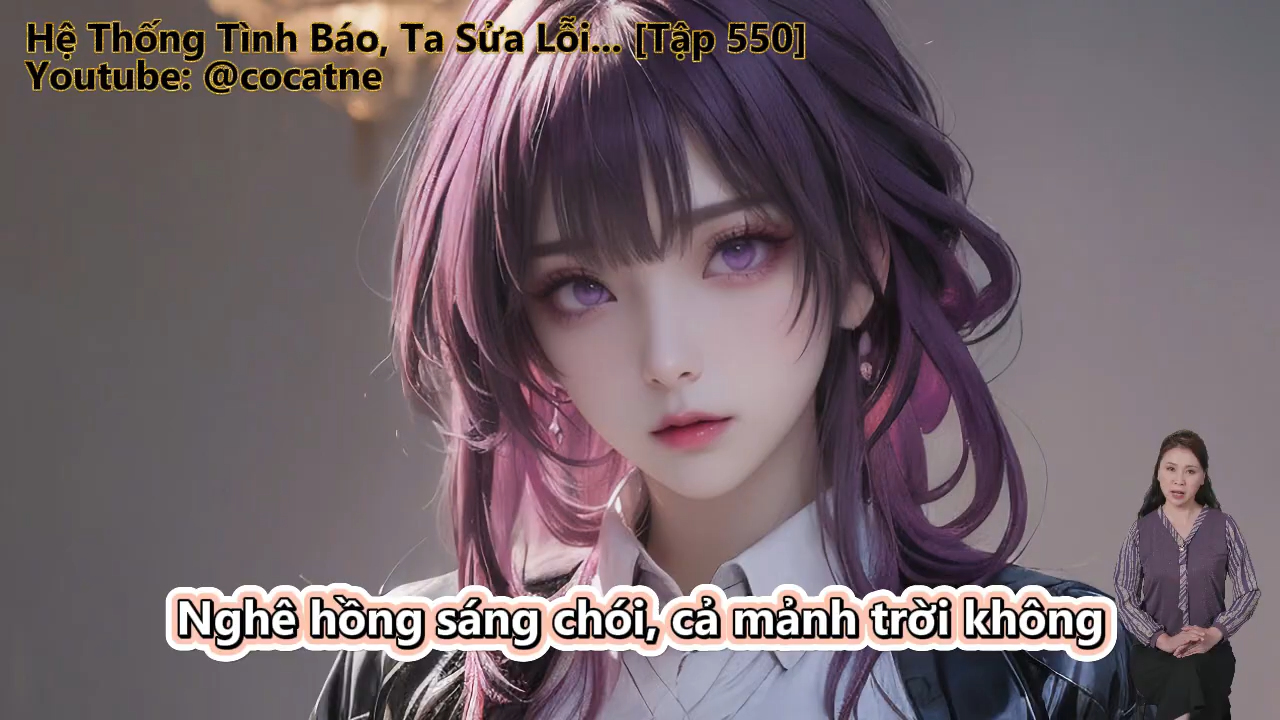 Hệ Thống Tình Báo, Ta Sửa Lỗi... [Tập 550]
Youtube: @cocatne
Nghê hồng sáng chói, cả mảnh trời không